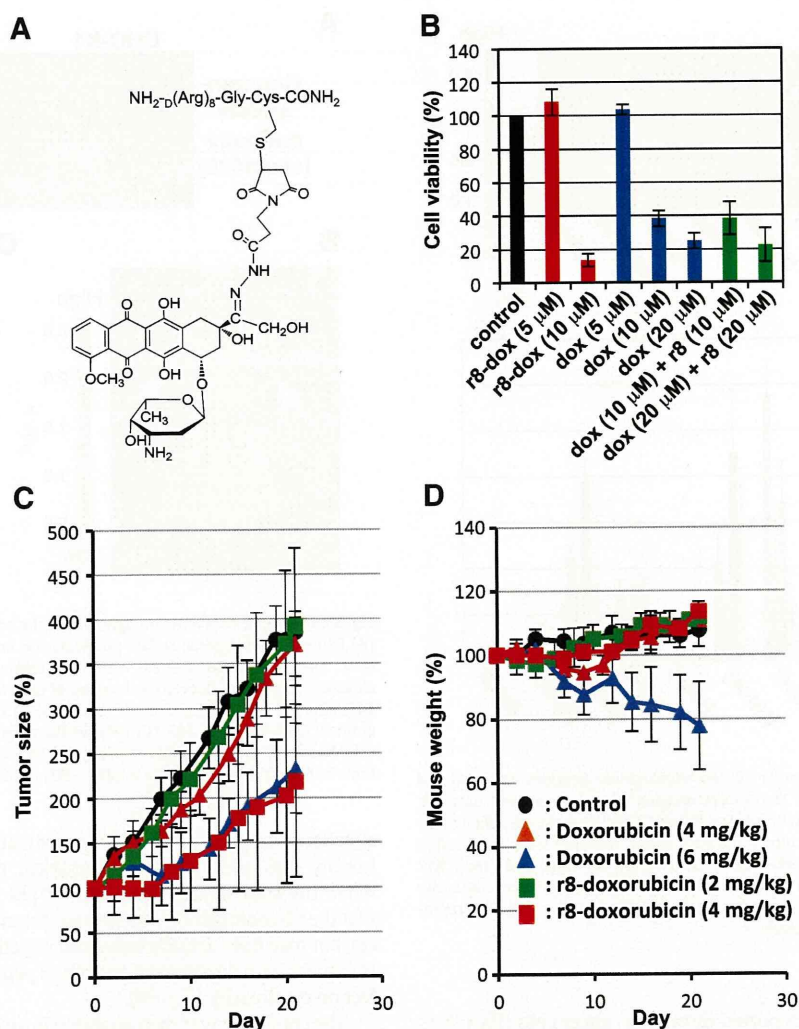 A
NH2-D(Arg)8-Gly-Cys-CONH2
S
O
N
O
O
NH
N
O
OH
CH2OH
OH
OCH3
O
OH
O
O
CH3
OH
NH2
B
Cell viability (%)
140
120
100
80
60
40
20
0
control
r8-dox (5 μM)
r8-dox (10 μM)
dox (5 μM)
dox (10 μM)
dox (20 μM)
dox (10 μM) + r8 (10 μM)
dox (20 μM) + r8 (20 μM)
C
Tumor size (%)
500
450
400
350
300
250
200
150
100
50
0
0 10 20 30
Day
D
Mouse weight (%)
140
120
100
80
60
40
20
0
: Control
: Doxorubicin (4 mg/kg)
: Doxorubicin (6 mg/kg)
: r8-doxorubicin (2 mg/kg)
: r8-doxorubicin (4 mg/kg)
0 10 20 30
Day